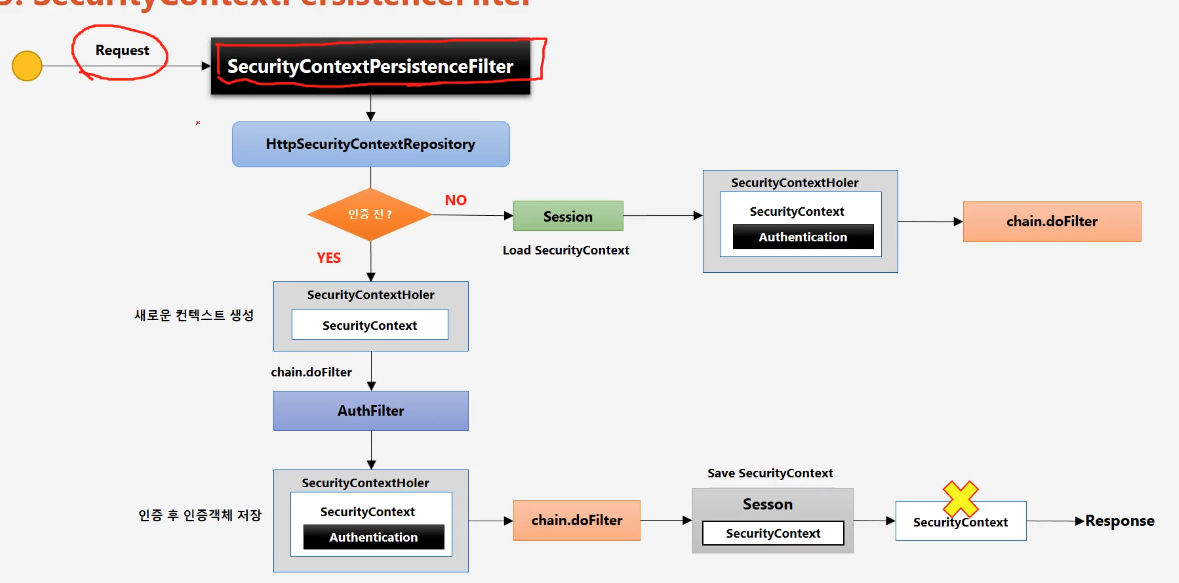 SecurityContextPersistenceFilter
Request
SecurityContextPersistenceFilter
HttpSecurityContextRepository
인증 전 ?
NO
YES
Session
Load SecurityContext
SecurityContextHoler
SecurityContext
Authentication
chain.doFilter
새로운 컨텍스트 생성
SecurityContextHoler
SecurityContext
chain.doFilter
AuthFilter
인증 후 인증객체 저장
SecurityContextHoler
SecurityContext
Authentication
chain.doFilter
Save SecurityContext
Sesson
SecurityContext
SecurityContext
Response